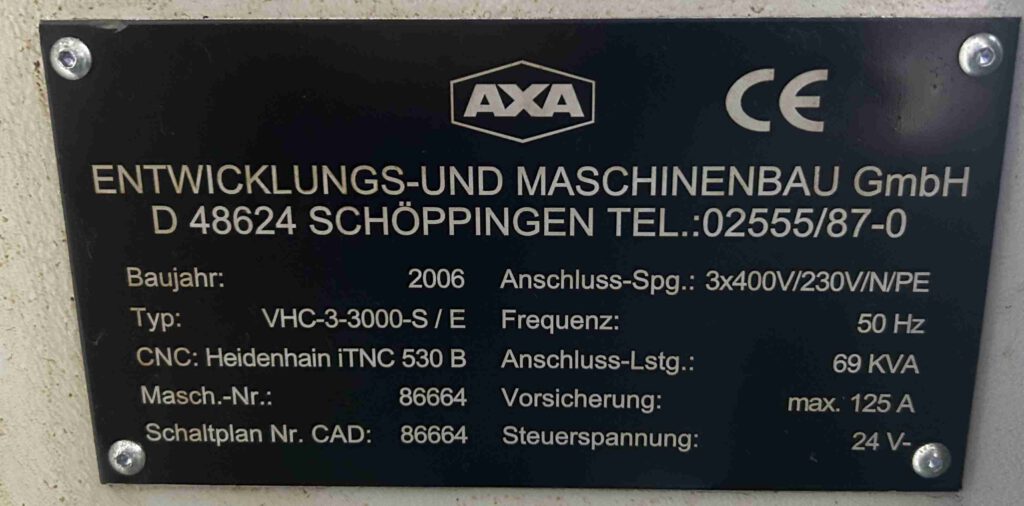 AXA CE
ENTWICKLUNGS-UND MASCHINENBAU GmbH
D 48624 SCHÖPPINGEN TEL.:02555/87-0
Baujahr: 2006 Anschluss-Spg.: 3x400V/230V/N/PE
Typ: VHC-3-3000-S / E Frequenz: 50 Hz
CNC: Heidenhain iTNC 530 B Anschluss-Lstg.: 69 KVA
Masch.-Nr.: 86664 Vorsicherung: max. 125 A
Schaltplan Nr. CAD: 86664 Steuerspannung: 24 V-